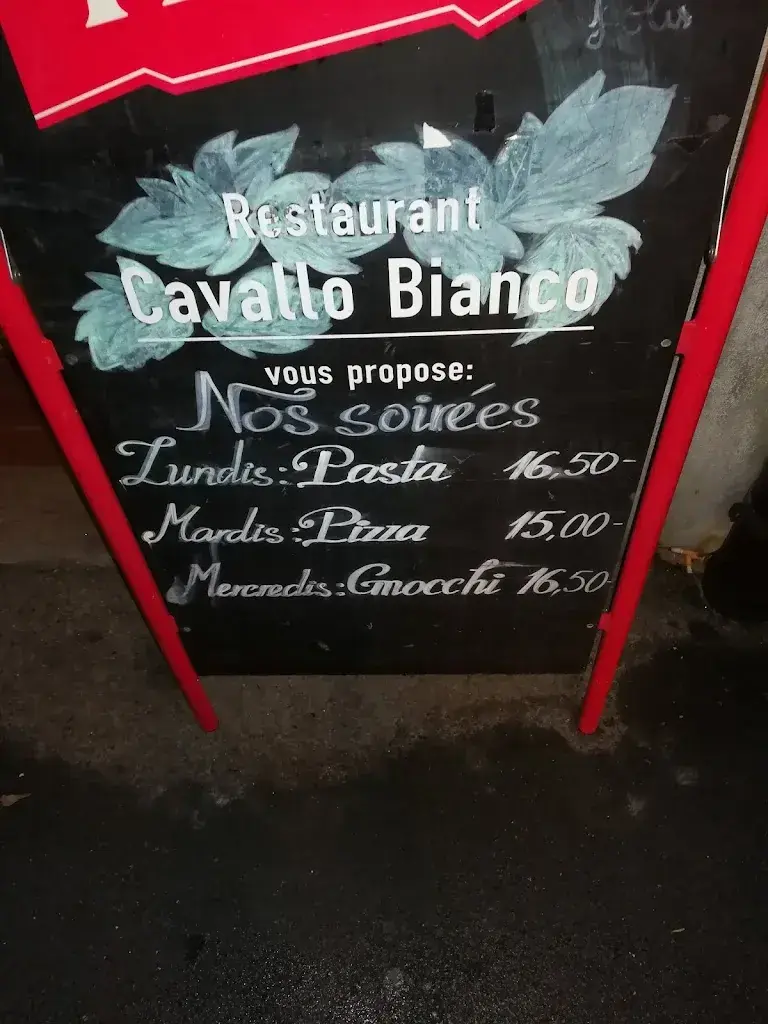 Restaurant
Cavallo Bianco
vous propose:
Nos soirées
Lundis: Pasta 16,50-
Mardis: Pizza 15,00-
Mercredis: Gnocchi 16,50-